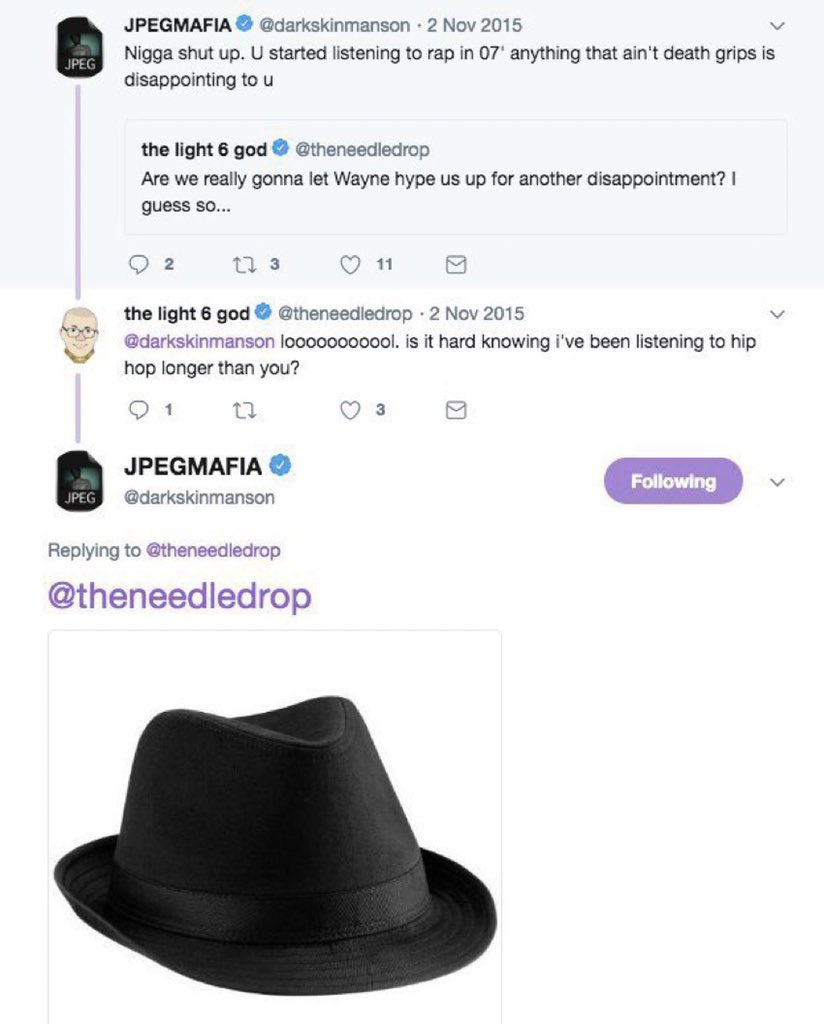 JPEGMAFIA @darkskinmanson · 2 Nov 2015
Nigga shut up. U started listening to rap in 07' anything that ain't death grips is
disappointing to u
JPEG
the light 6 god @theneedledrop
Are we really gonna let Wayne hype us up for another disappointment? I
guess so...
2 3 11
the light 6 god @theneedledrop · 2 Nov 2015
@darkskinmanson looooooooool. is it hard knowing i've been listening to hip
hop longer than you?
1 3
JPEGMAFIA
Following
JPEG
@darkskinmanson
Replying to @theneedledrop
@theneedledrop